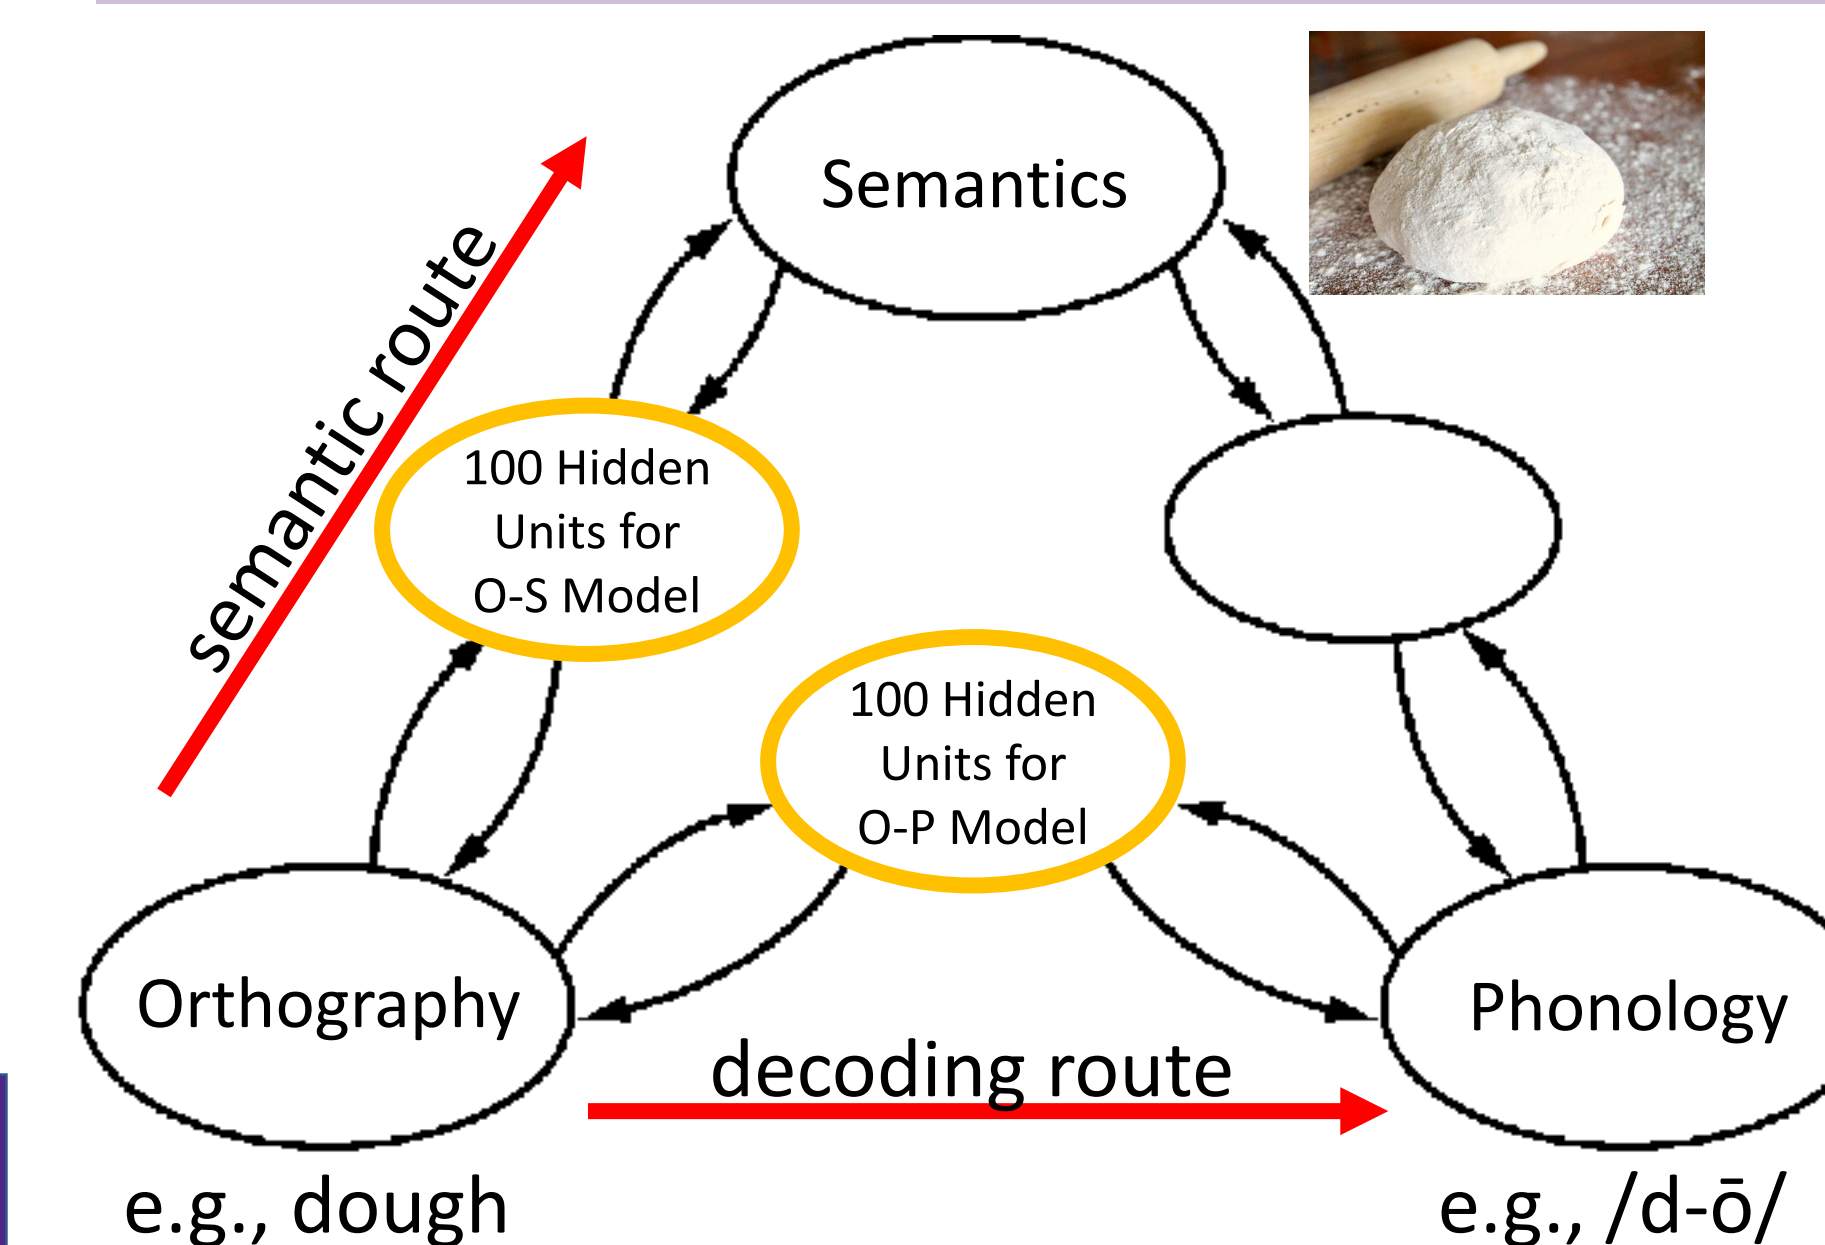 Semantics
semantic route
100 Hidden
Units for
O-S Model
100 Hidden
Units for
O-P Model
Orthography
Phonology
decoding route
e.g., dough
e.g., /d-ō/